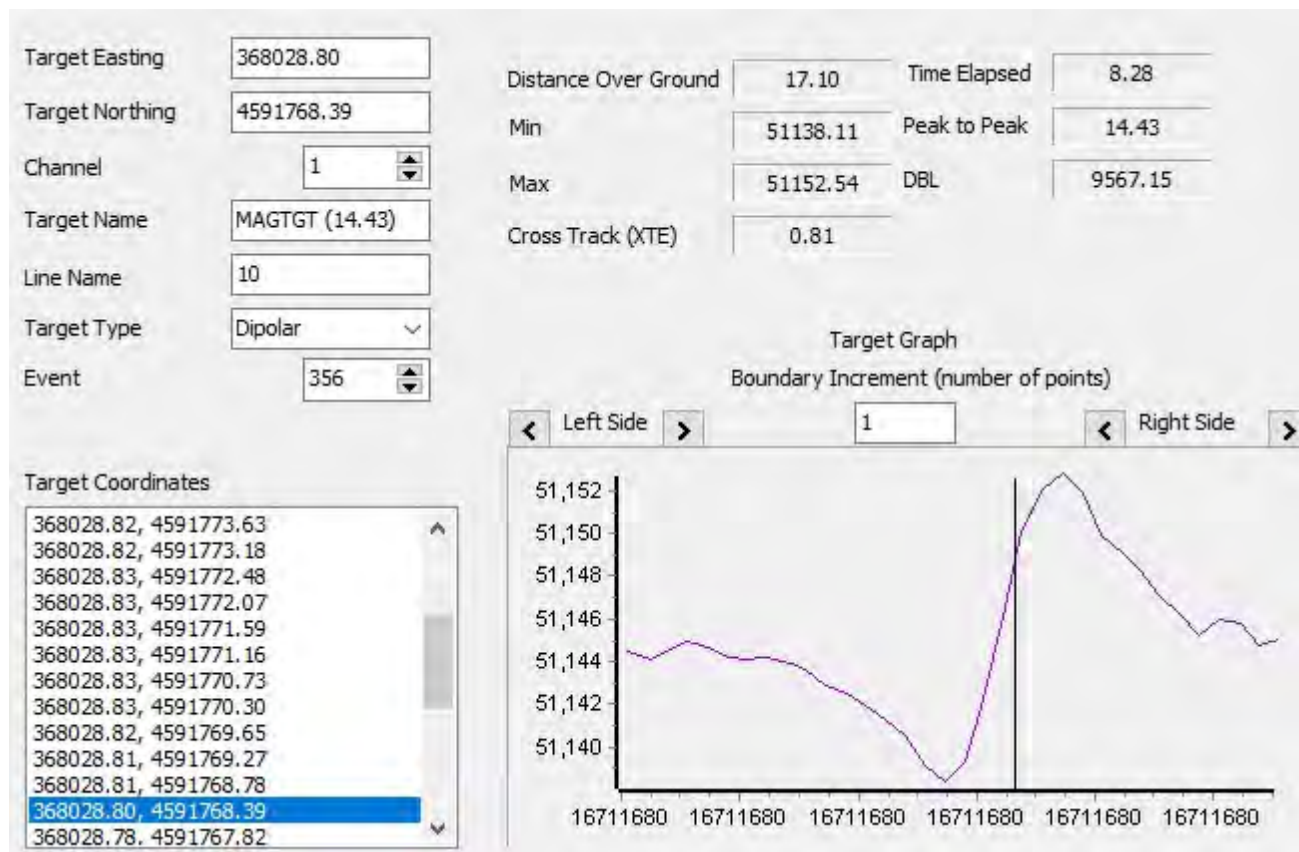 Target Easting 368028.80
Target Northing 4591768.39
Channel 1
Target Name MAGTGT (14.43)
Line Name 10
Target Type Dipolar
Event 356
Distance Over Ground 17.10 Time Elapsed 8.28
Min 51138.11 Peak to Peak 14.43
Max 51152.54 DBL 9567.15
Cross Track (XTE) 0.81
Target Graph
Boundary Increment (number of points)
< Left Side > 1 < Right Side >
Target Coordinates
368028.82, 4591773.63
368028.82, 4591773.18
368028.83, 4591772.48
368028.83, 4591772.07
368028.83, 4591771.59
368028.83, 4591771.16
368028.83, 4591770.73
368028.83, 4591770.30
368028.82, 4591769.65
368028.81, 4591769.27
368028.81, 4591768.78
368028.80, 4591768.39
368028.78, 4591767.82
51,152
51,150
51,148
51,146
51,144
51,142
51,140
16711680 16711680 16711680 16711680 16711680 16711680